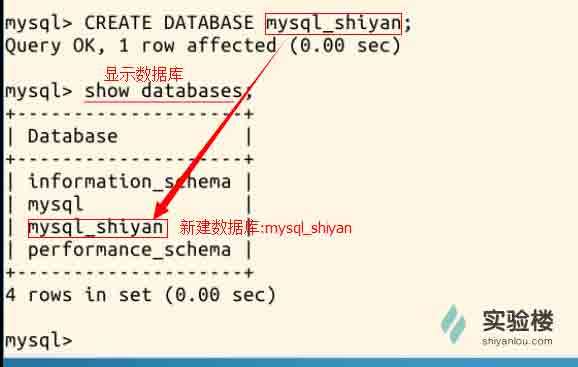 mysql> CREATE DATABASE mysql_shiyan;
Query OK, 1 row affected (0.00 sec)
显示数据库
mysql> show databases;
+--------------------+
| Database           |
+--------------------+
| information_schema |
| mysql              |
| mysql_shiyan       | 新建数据库:mysql_shiyan
| performance_schema |
+--------------------+
4 rows in set (0.00 sec)
mysql>
实验楼
shiyanlou.com